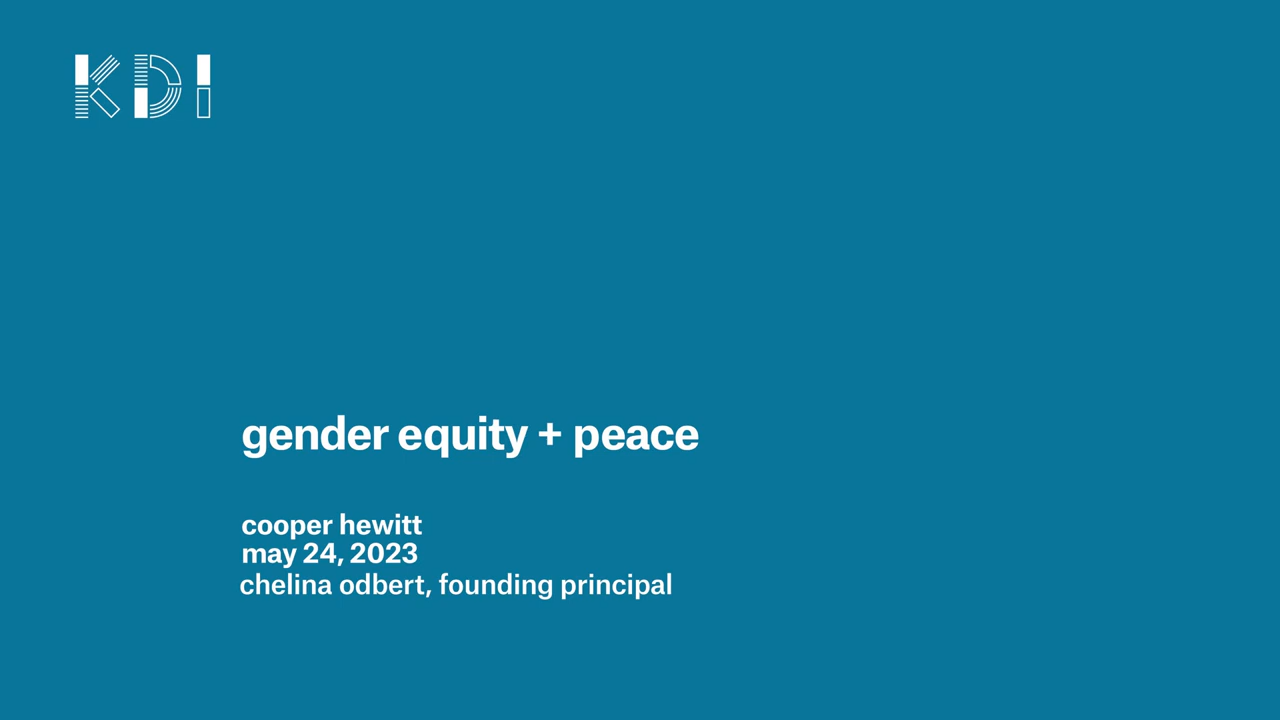 KDI
gender equity + peace
cooper hewitt
may 24, 2023
chelina odbert, founding principal